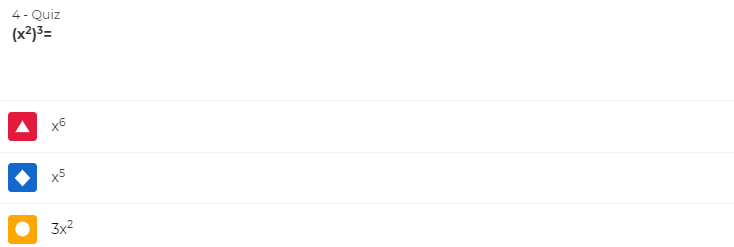 4 - Quiz
(x²)³=
x⁶
x⁵
3x²